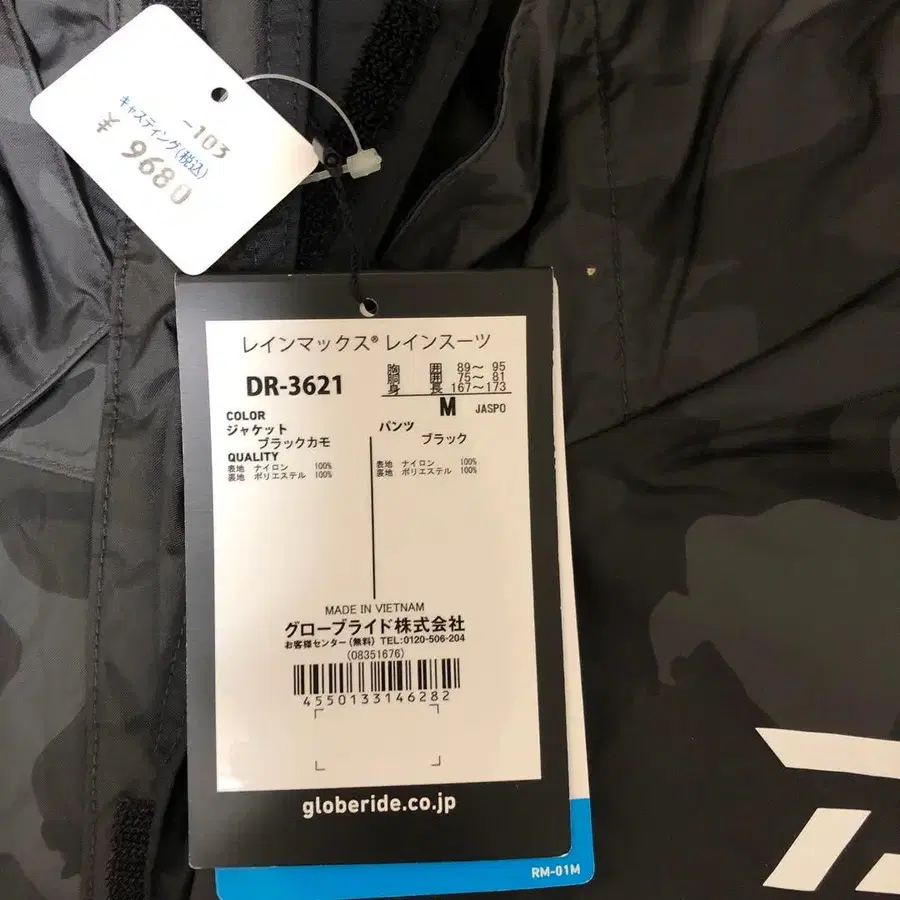 -103
キャスティング(税込)
¥9680
レインマックス® レインスーツ
DR-3621
胸 囲 89～ 95
胴 囲 75～ 81
身 長 167～173
M JASPO
COLOR
ジャケット
ブラックカモ
パンツ
ブラック
QUALITY
表地 ナイロン 100%
裏地 ポリエステル 100%
表地 ナイロン 100%
裏地 ポリエステル 100%
MADE IN VIETNAM
グローブライド株式会社
お客様センター(無料) TEL:0120-506-204
(08351676)
4550133146282
globeride.co.jp
RM-01M